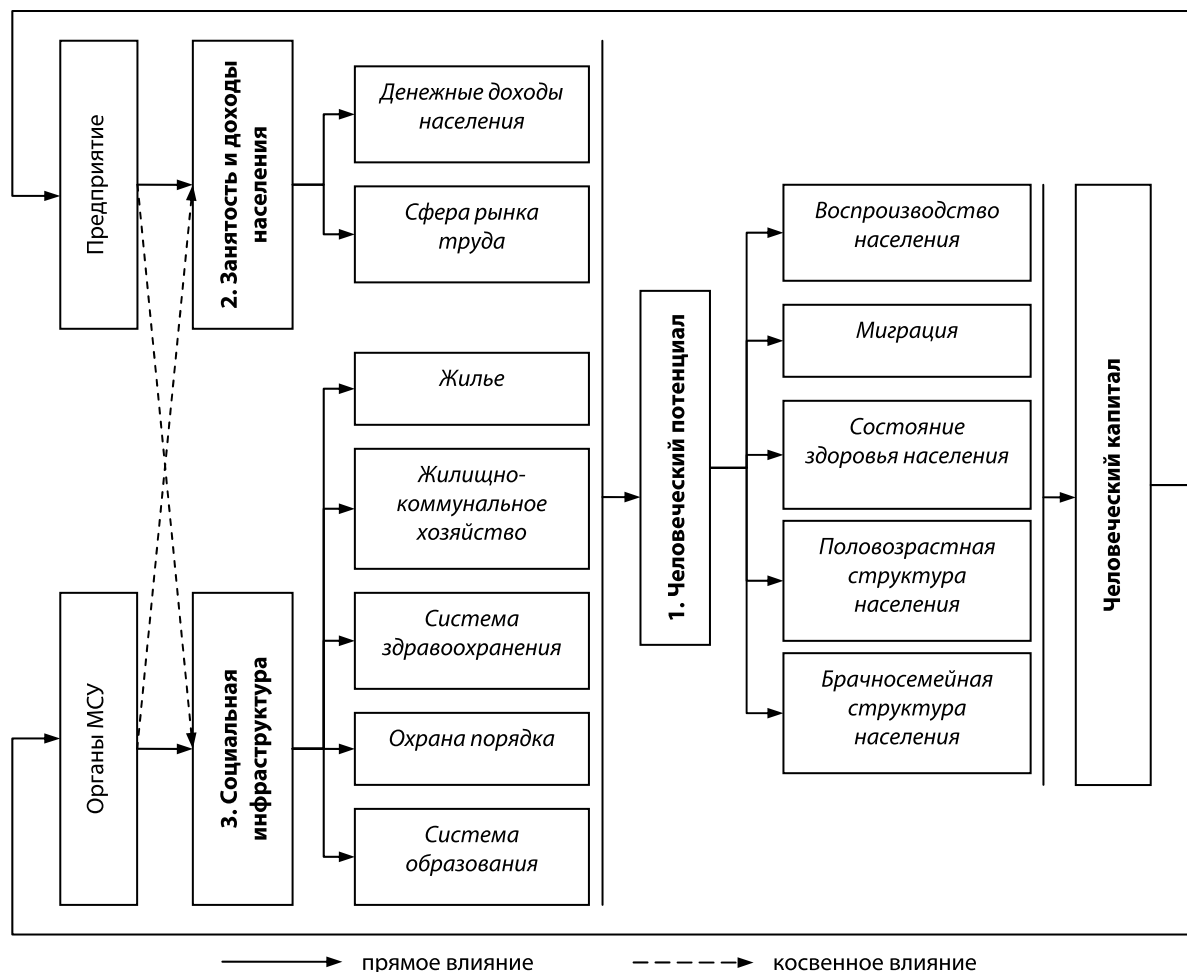 Предприятие
2. Занятость и доходы
населения
Денежные доходы
населения
Сфера рынка
труда
Органы МСУ
3. Социальная
инфраструктура
Жилье
Жилищно-
коммунальное
хозяйство
Система
здравоохранения
Охрана порядка
Система
образования
1. Человеческий потенциал
Воспроизводство
населения
Миграция
Состояние
здоровья населения
Половозрастная
структура
населения
Брачносемейная
структура
населения
Человеческий капитал
прямое влияние
косвенное влияние